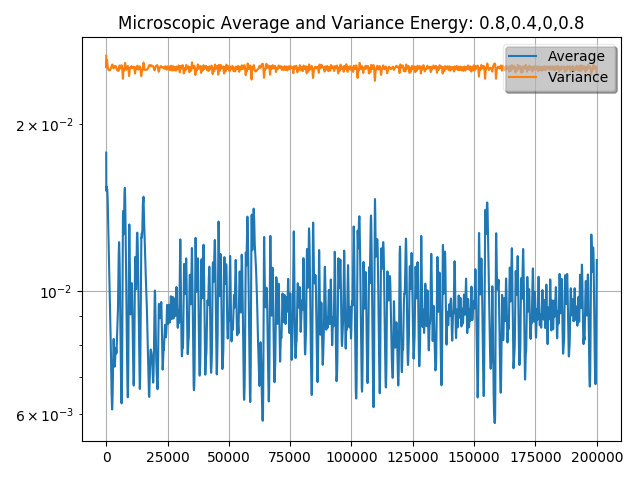 Microscopic Average and Variance Energy: 0.8,0.4,0,0.8
Average
Variance
2 × 10⁻²
10⁻²
6 × 10⁻³
0 25000 50000 75000 100000 125000 150000 175000 200000